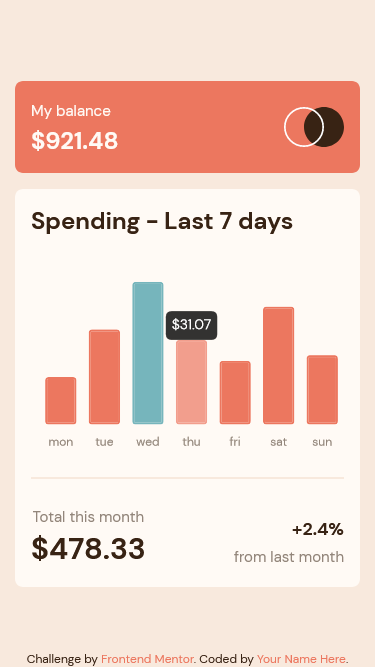 My balance
$921.48
Spending - Last 7 days
$31.07
mon tue wed thu fri sat sun
Total this month
$478.33
+2.4%
from last month
Challenge by Frontend Mentor. Coded by Your Name Here.